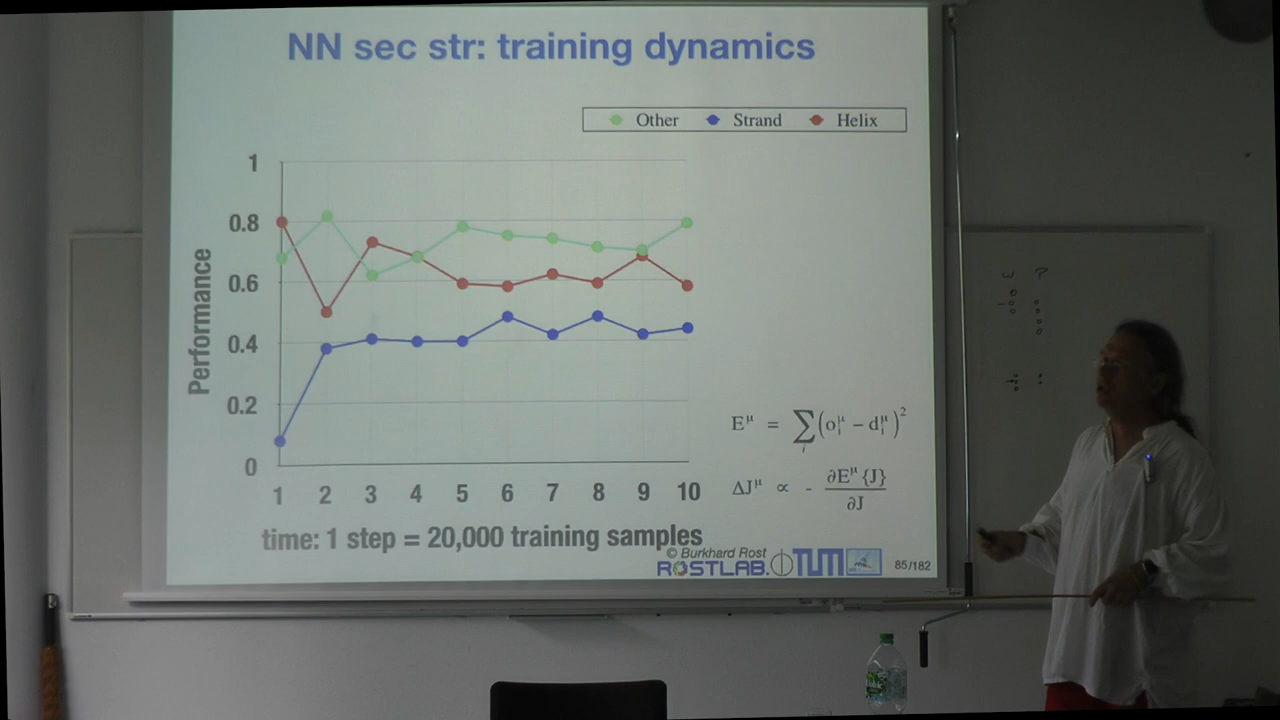 NN sec str: training dynamics
Other Strand Helix
1
0.8
0.6
0.4
0.2
0
Performance
1 2 3 4 5 6 7 8 9 10
time: 1 step = 20,000 training samples
E^μ = ∑_i (o_i^μ − d_i^μ)^2
ΔJ^μ ∝ - ∂E^μ {J} / ∂J
© Burkhard Rost
ROSTLAB. TUM
85/182